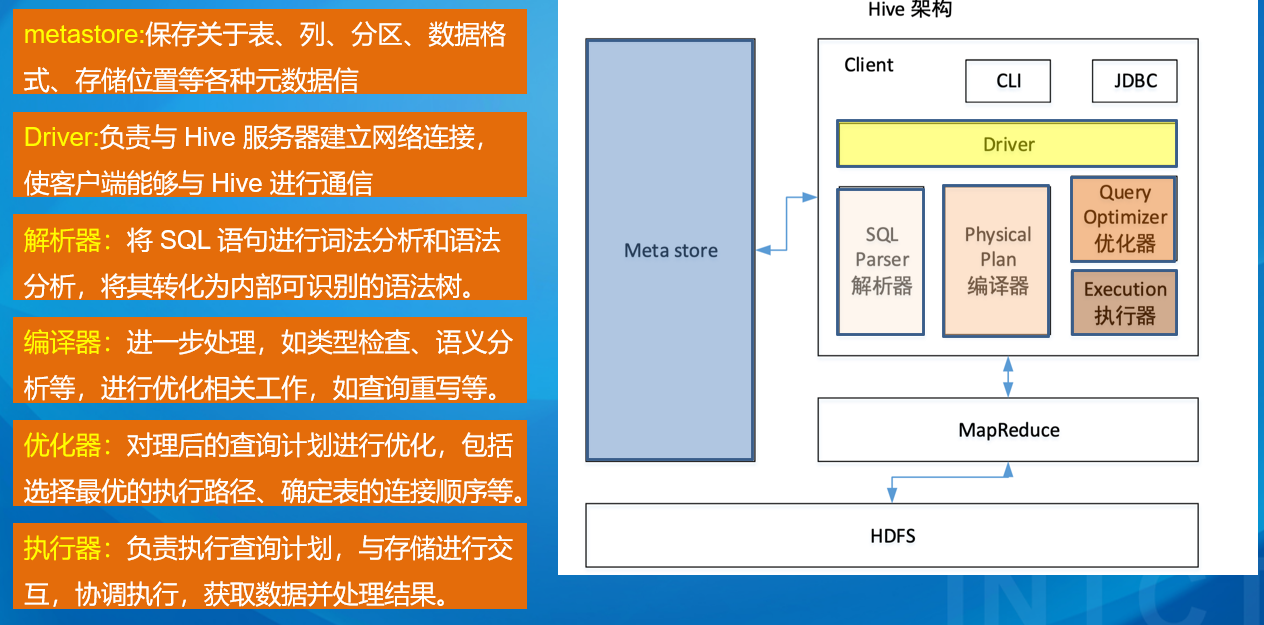 metastore:保存关于表、列、分区、数据格
式、存储位置等各种元数据信
Driver:负责与 Hive 服务器建立网络连接，
使客户端能够与 Hive 进行通信
解析器：将 SQL 语句进行词法分析和语法
分析，将其转化为内部可识别的语法树。
编译器：进一步处理，如类型检查、语义分
析等，进行优化相关工作，如查询重写等。
优化器：对理后的查询计划进行优化，包括
选择最优的执行路径、确定表的连接顺序等。
执行器：负责执行查询计划，与存储进行交
互，协调执行，获取数据并处理结果。
Hive 架构
Meta store
Client
CLI
JDBC
Driver
SQL
Parser
解析器
Physical
Plan
编译器
Query
Optimizer
优化器
Execution
执行器
MapReduce
HDFS